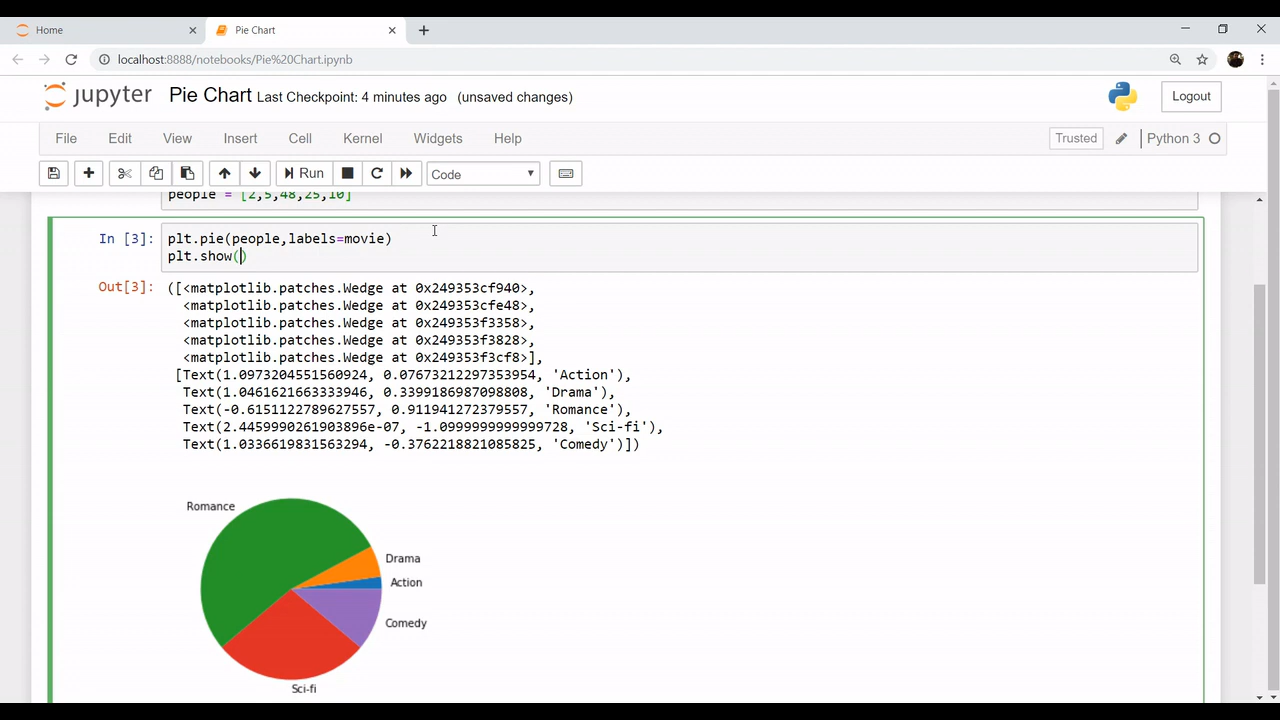 Home
Pie Chart
localhost:8888/notebooks/Pie%20Chart.ipynb
jupyter Pie Chart Last Checkpoint: 4 minutes ago (unsaved changes)
Logout
File Edit View Insert Cell Kernel Widgets Help
Trusted Python 3
Run Code
people = [2,5,48,25,10]
In [3]: plt.pie(people,labels=movie)
plt.show()
Out[3]: ([<matplotlib.patches.Wedge at 0x249353cf940>,
<matplotlib.patches.Wedge at 0x249353cfe48>,
<matplotlib.patches.Wedge at 0x249353f3358>,
<matplotlib.patches.Wedge at 0x249353f3828>,
<matplotlib.patches.Wedge at 0x249353f3cf8>],
[Text(1.0973204551560924, 0.07673212297353954, 'Action'),
Text(1.0461621663333946, 0.3399186987098808, 'Drama'),
Text(-0.6151122789627557, 0.911941272379557, 'Romance'),
Text(2.4459990261903896e-07, -1.0999999999999728, 'Sci-fi'),
Text(1.0336619831563294, -0.3762218821085825, 'Comedy')])
Romance
Drama
Action
Comedy
Sci-fi